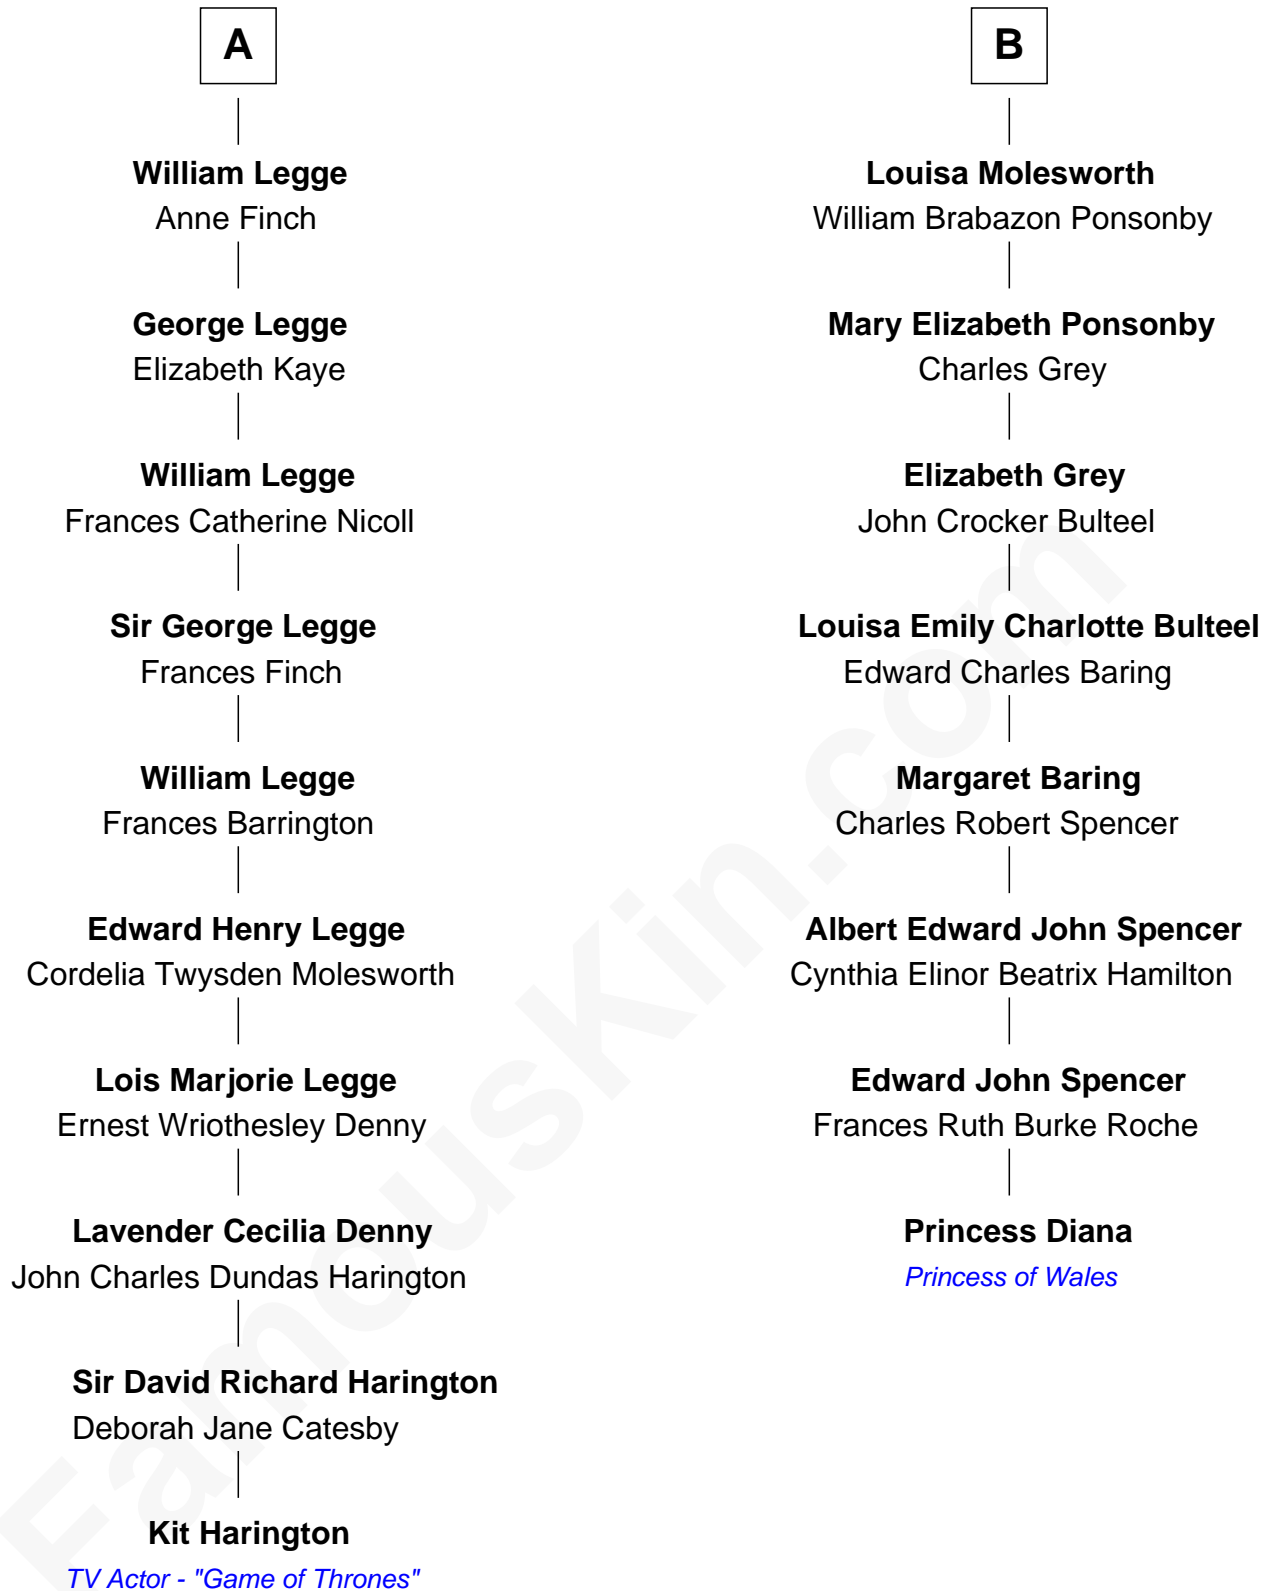 A
William Legge
Anne Finch
George Legge
Elizabeth Kaye
William Legge
Frances Catherine Nicoll
Sir George Legge
Frances Finch
William Legge
Frances Barrington
Edward Henry Legge
Cordelia Twysden Molesworth
Lois Marjorie Legge
Ernest Wriothesley Denny
Lavender Cecilia Denny
John Charles Dundas Harington
Sir David Richard Harington
Deborah Jane Catesby
Kit Harington
TV Actor - "Game of Thrones"
B
Louisa Molesworth
William Brabazon Ponsonby
Mary Elizabeth Ponsonby
Charles Grey
Elizabeth Grey
John Crocker Bulteel
Louisa Emily Charlotte Bulteel
Edward Charles Baring
Margaret Baring
Charles Robert Spencer
Albert Edward John Spencer
Cynthia Elinor Beatrix Hamilton
Edward John Spencer
Frances Ruth Burke Roche
Princess Diana
Princess of Wales
FamousKin.com